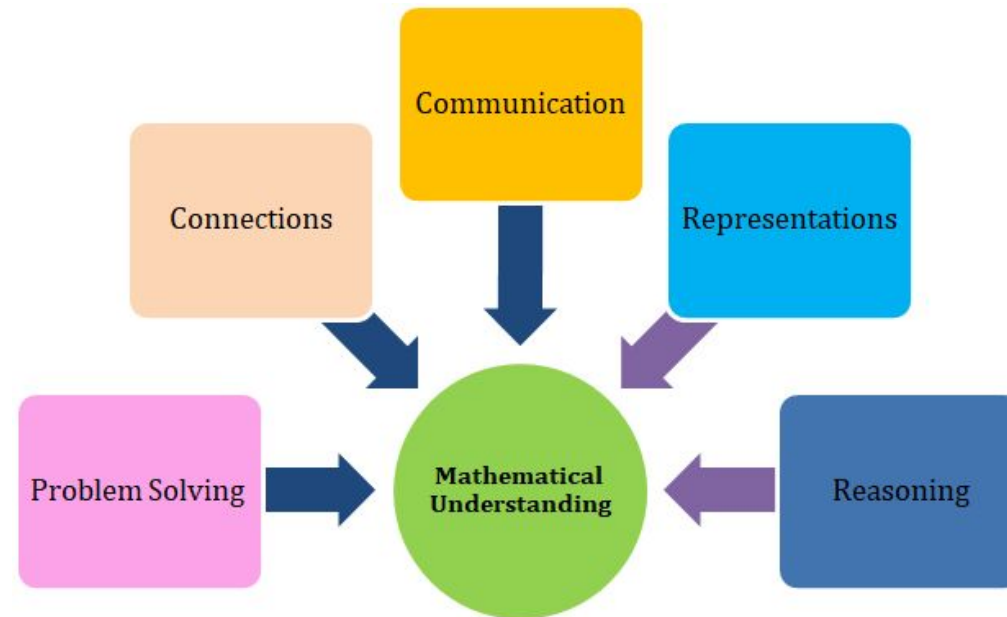 Communication
Connections
Representations
Problem Solving
Mathematical
Understanding
Reasoning